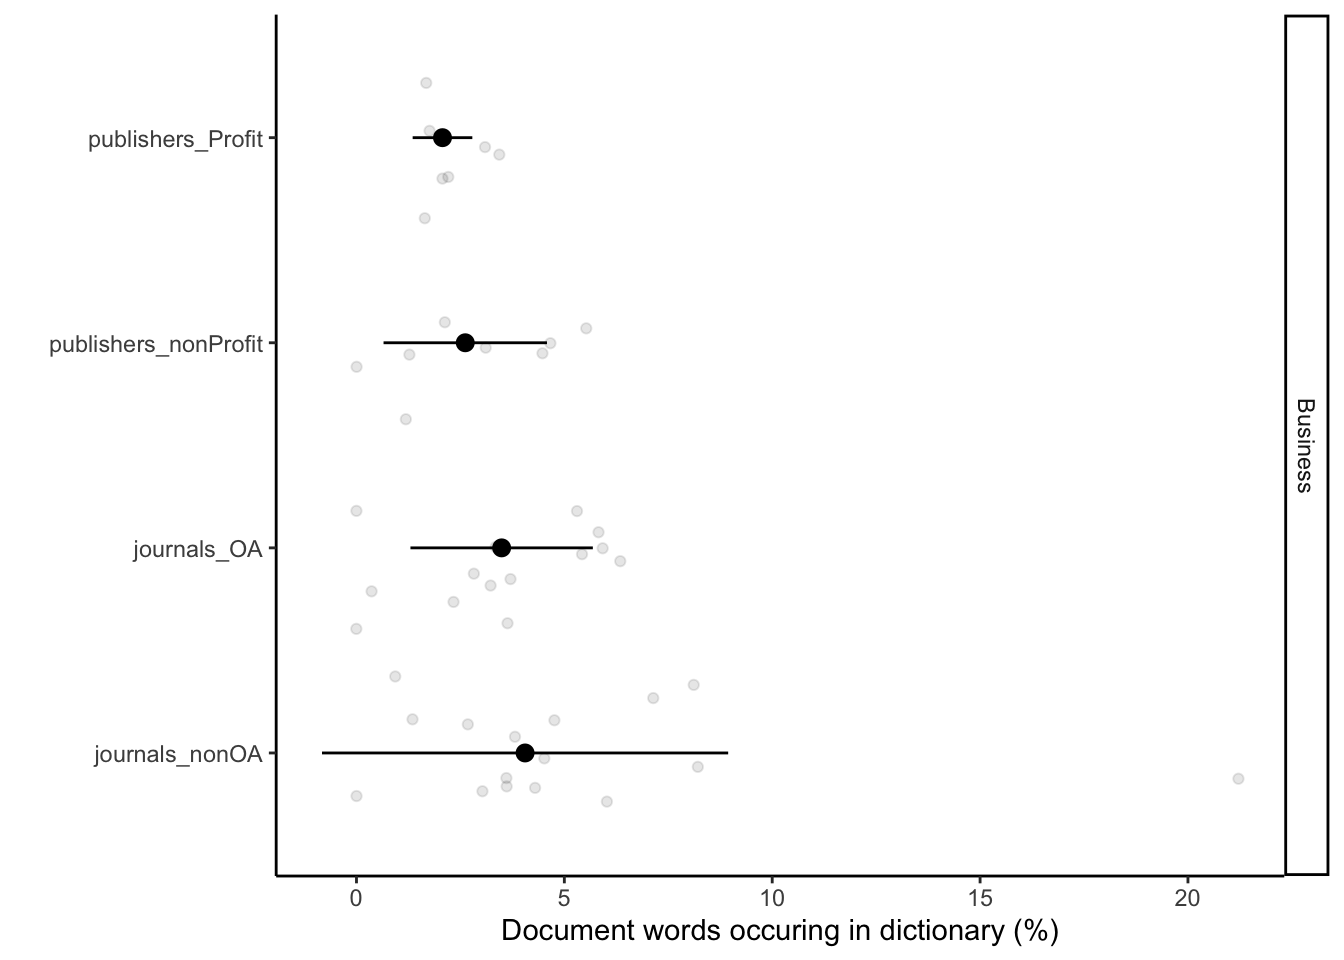 publishers_Profit
publishers_nonProfit
journals_OA
journals_nonOA
Business
0 5 10 15 20
Document words occuring in dictionary (%)